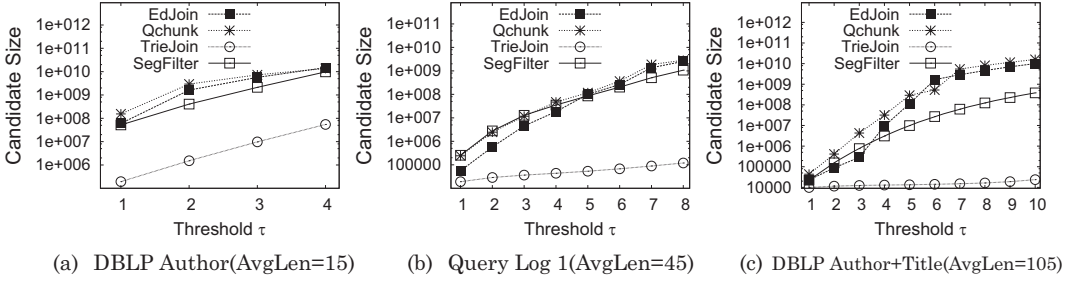 Candidate Size
1e+012
1e+011
1e+010
1e+009
1e+008
1e+007
1e+006
EdJoin
Qchunk
TrieJoin
SegFilter
1 2 3 4
Threshold τ
(a) DBLP Author(AvgLen=15)
Candidate Size
1e+012
1e+011
1e+010
1e+009
1e+008
1e+007
1e+006
100000
EdJoin
Qchunk
TrieJoin
SegFilter
1 2 3 4 5 6 7 8
Threshold τ
(b) Query Log 1(AvgLen=45)
Candidate Size
1e+012
1e+011
1e+010
1e+009
1e+008
1e+007
1e+006
100000
10000
EdJoin
Qchunk
TrieJoin
SegFilter
1 2 3 4 5 6 7 8 9 10
Threshold τ
(c) DBLP Author+Title(AvgLen=105)